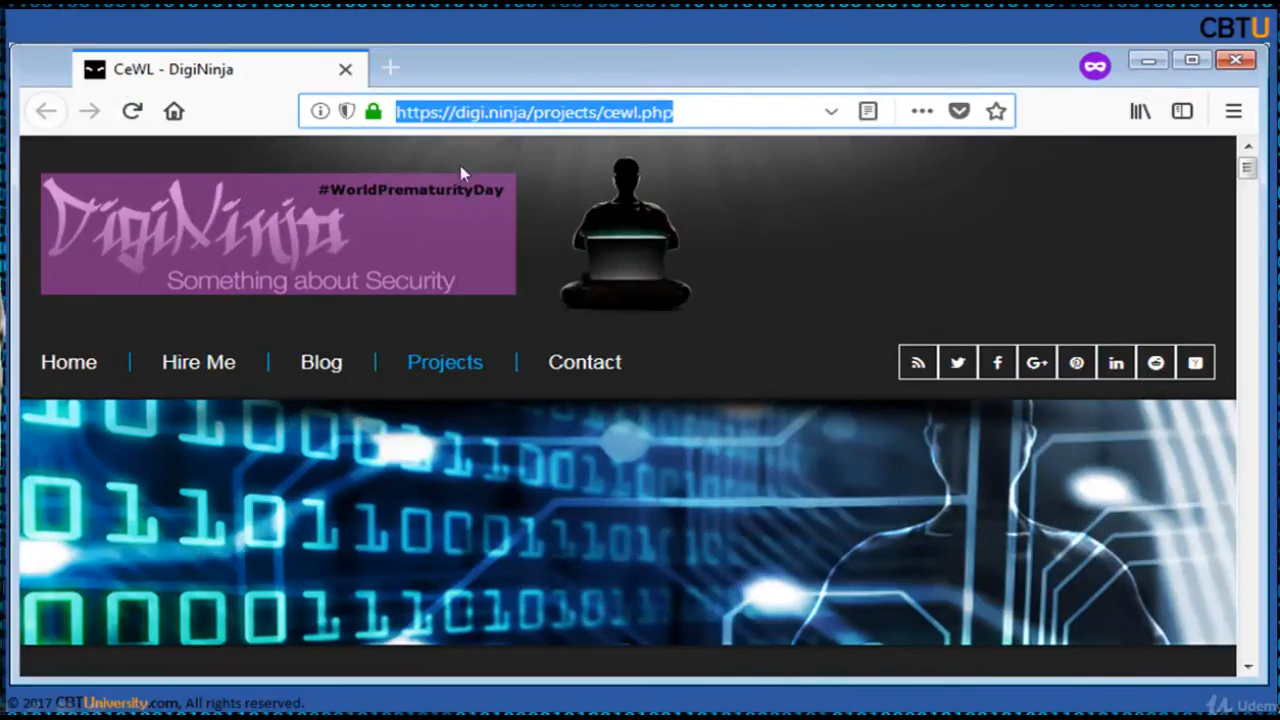 CBTU
CeWL - DigiNinja
https://digi.ninja/projects/cewl.php
#WorldPrematurityDay
DigiNinja
Something about Security
Home | Hire Me | Blog | Projects | Contact
© 2017 CBTUniversity.com, All rights reserved.
Udemy